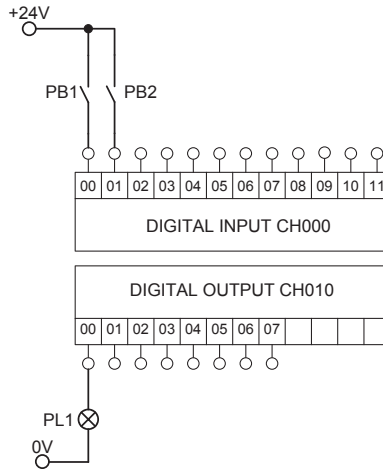 +24V
PB1 PB2
00 01 02 03 04 05 06 07 08 09 10 11
DIGITAL INPUT CH000
DIGITAL OUTPUT CH010
00 01 02 03 04 05 06 07
PL1
0V